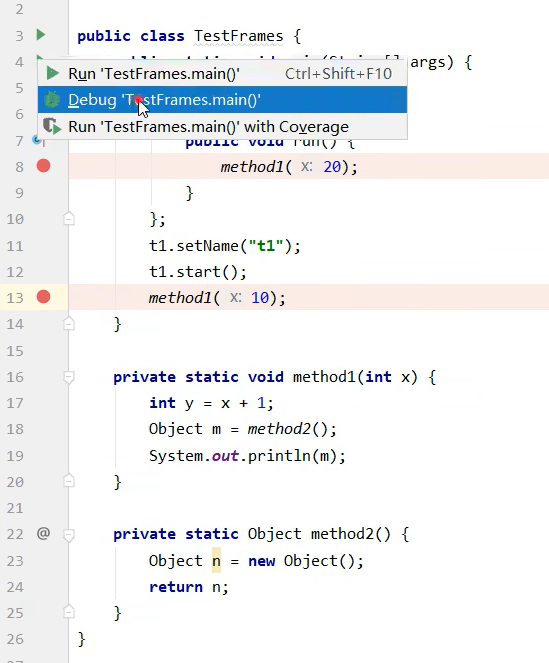 2
3 public class TestFrames {
4 args) {
Run 'TestFrames.main()' Ctrl+Shift+F10
5
Debug 'TestFrames.main()'
6
Run 'TestFrames.main()' with Coverage
7 public void run() {
8 method1( x: 20);
9 }
10 };
11 t1.setName("t1");
12 t1.start();
13 method1( x: 10);
14 }
15
16 private static void method1(int x) {
17 int y = x + 1;
18 Object m = method2();
19 System.out.println(m);
20 }
21
22 @ private static Object method2() {
23 Object n = new Object();
24 return n;
25 }
26 }
27